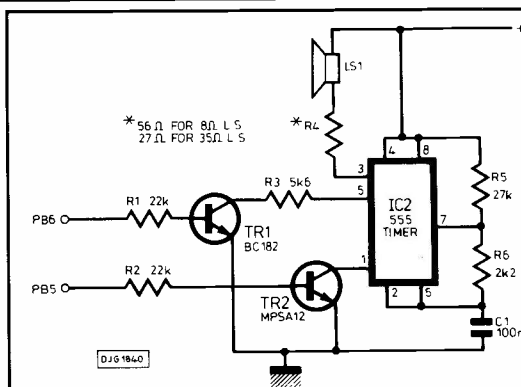 +
LS1
* 56Ω FOR 8Ω LS
27Ω FOR 35Ω LS
* R4
4 8
3
5
R3 5k6
IC2
555
TIMER
R5
27k
7
PB6
R1 22k
TR1
BC182
R6
2k2
1
PB5
R2 22k
TR2
MPSA12
2 5
C1
100n
DJG1840